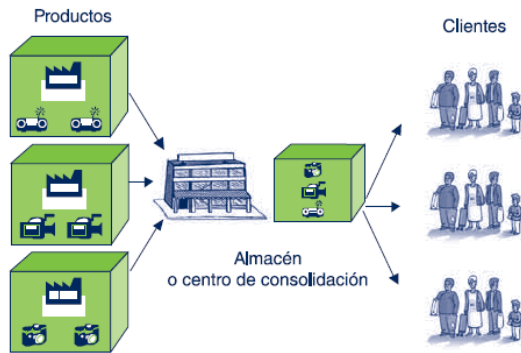 Productos
Clientes
Almacén
o centro de consolidación